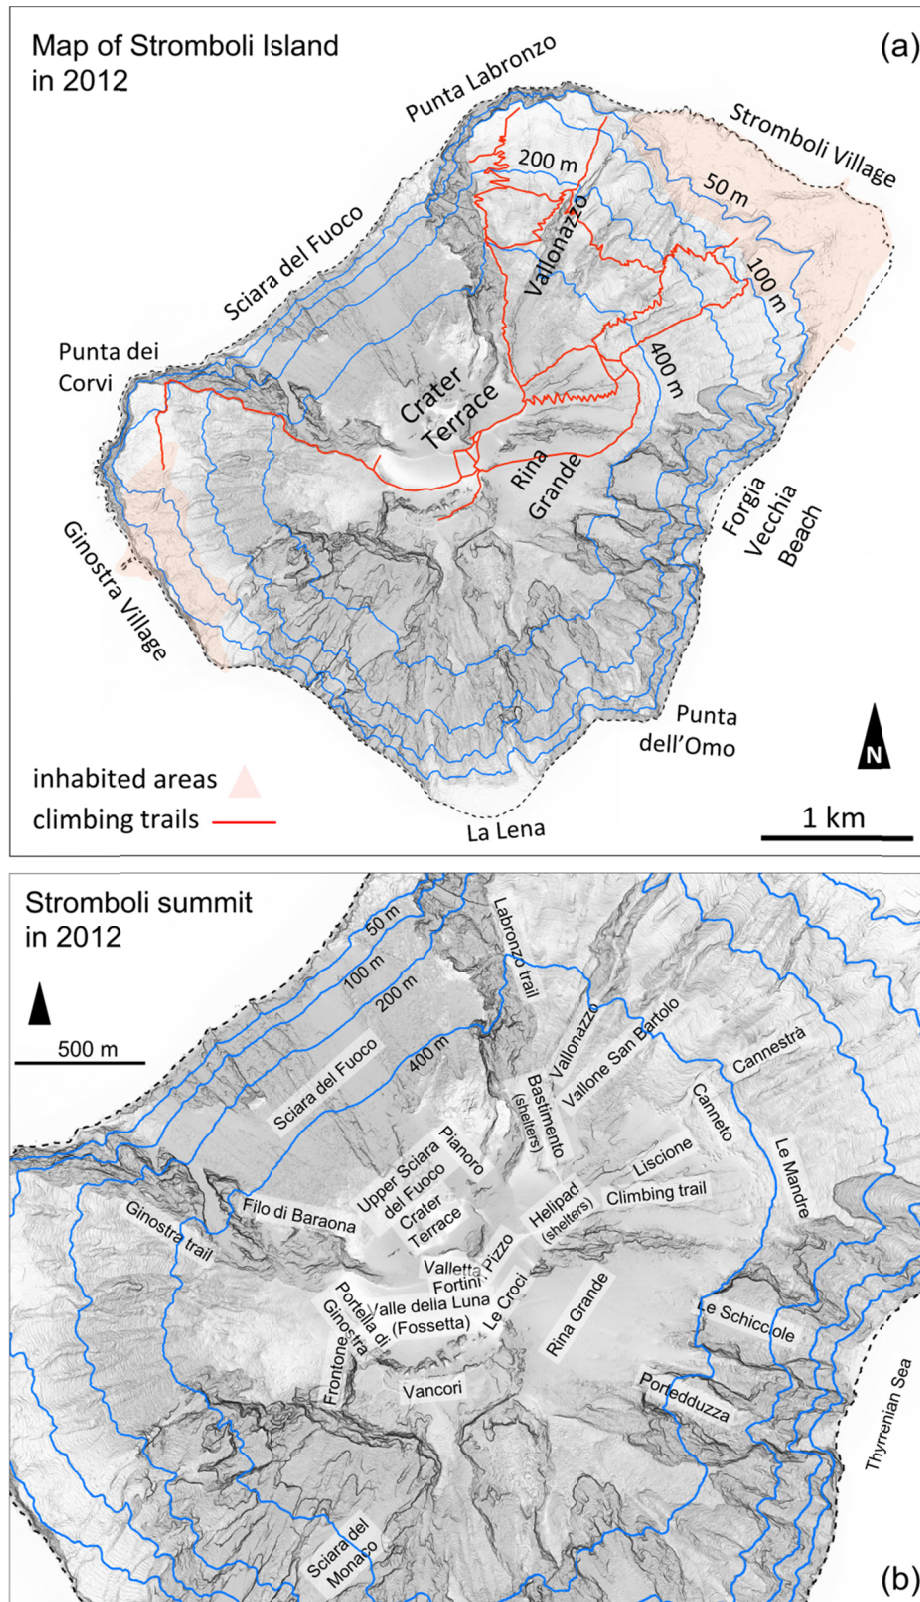 Map of Stromboli Island
in 2012
(a)
Punta Labronzo
Stromboli Village
200 m
50 m
Vallonazzo
Sciara del Fuoco
100 m
Punta dei
Corvi
400 m
Crater
Terrace
Rina
Grande
Forgia
Vecchia
Beach
Ginostra Village
Punta
dell'Omo
N
inhabited areas
climbing trails
1 km
La Lena
Stromboli summit
in 2012
50 m
100 m
200 m
400 m
500 m
Labronzo trail
Sciara del Fuoco
Vallonazzo
Vallone San Bartolo
Cannestrà
Bastimento
(shelters)
Canneto
Pianoro
Liscione
Le Mandre
Upper Sciara
del Fuoco
Crater
Terrace
Helipad
(shelters)
Climbing trail
Filo di Baraona
Ginostra trail
Valletta
Fortini
Pizzo
Valle della Luna
(Fossetta)
Le Croci
Rina Grande
Le Schicciole
Portella di
Ginostra
Frontone
Vancori
Portedduzza
Thyrrenian Sea
Sciara del
Monaco
(b)